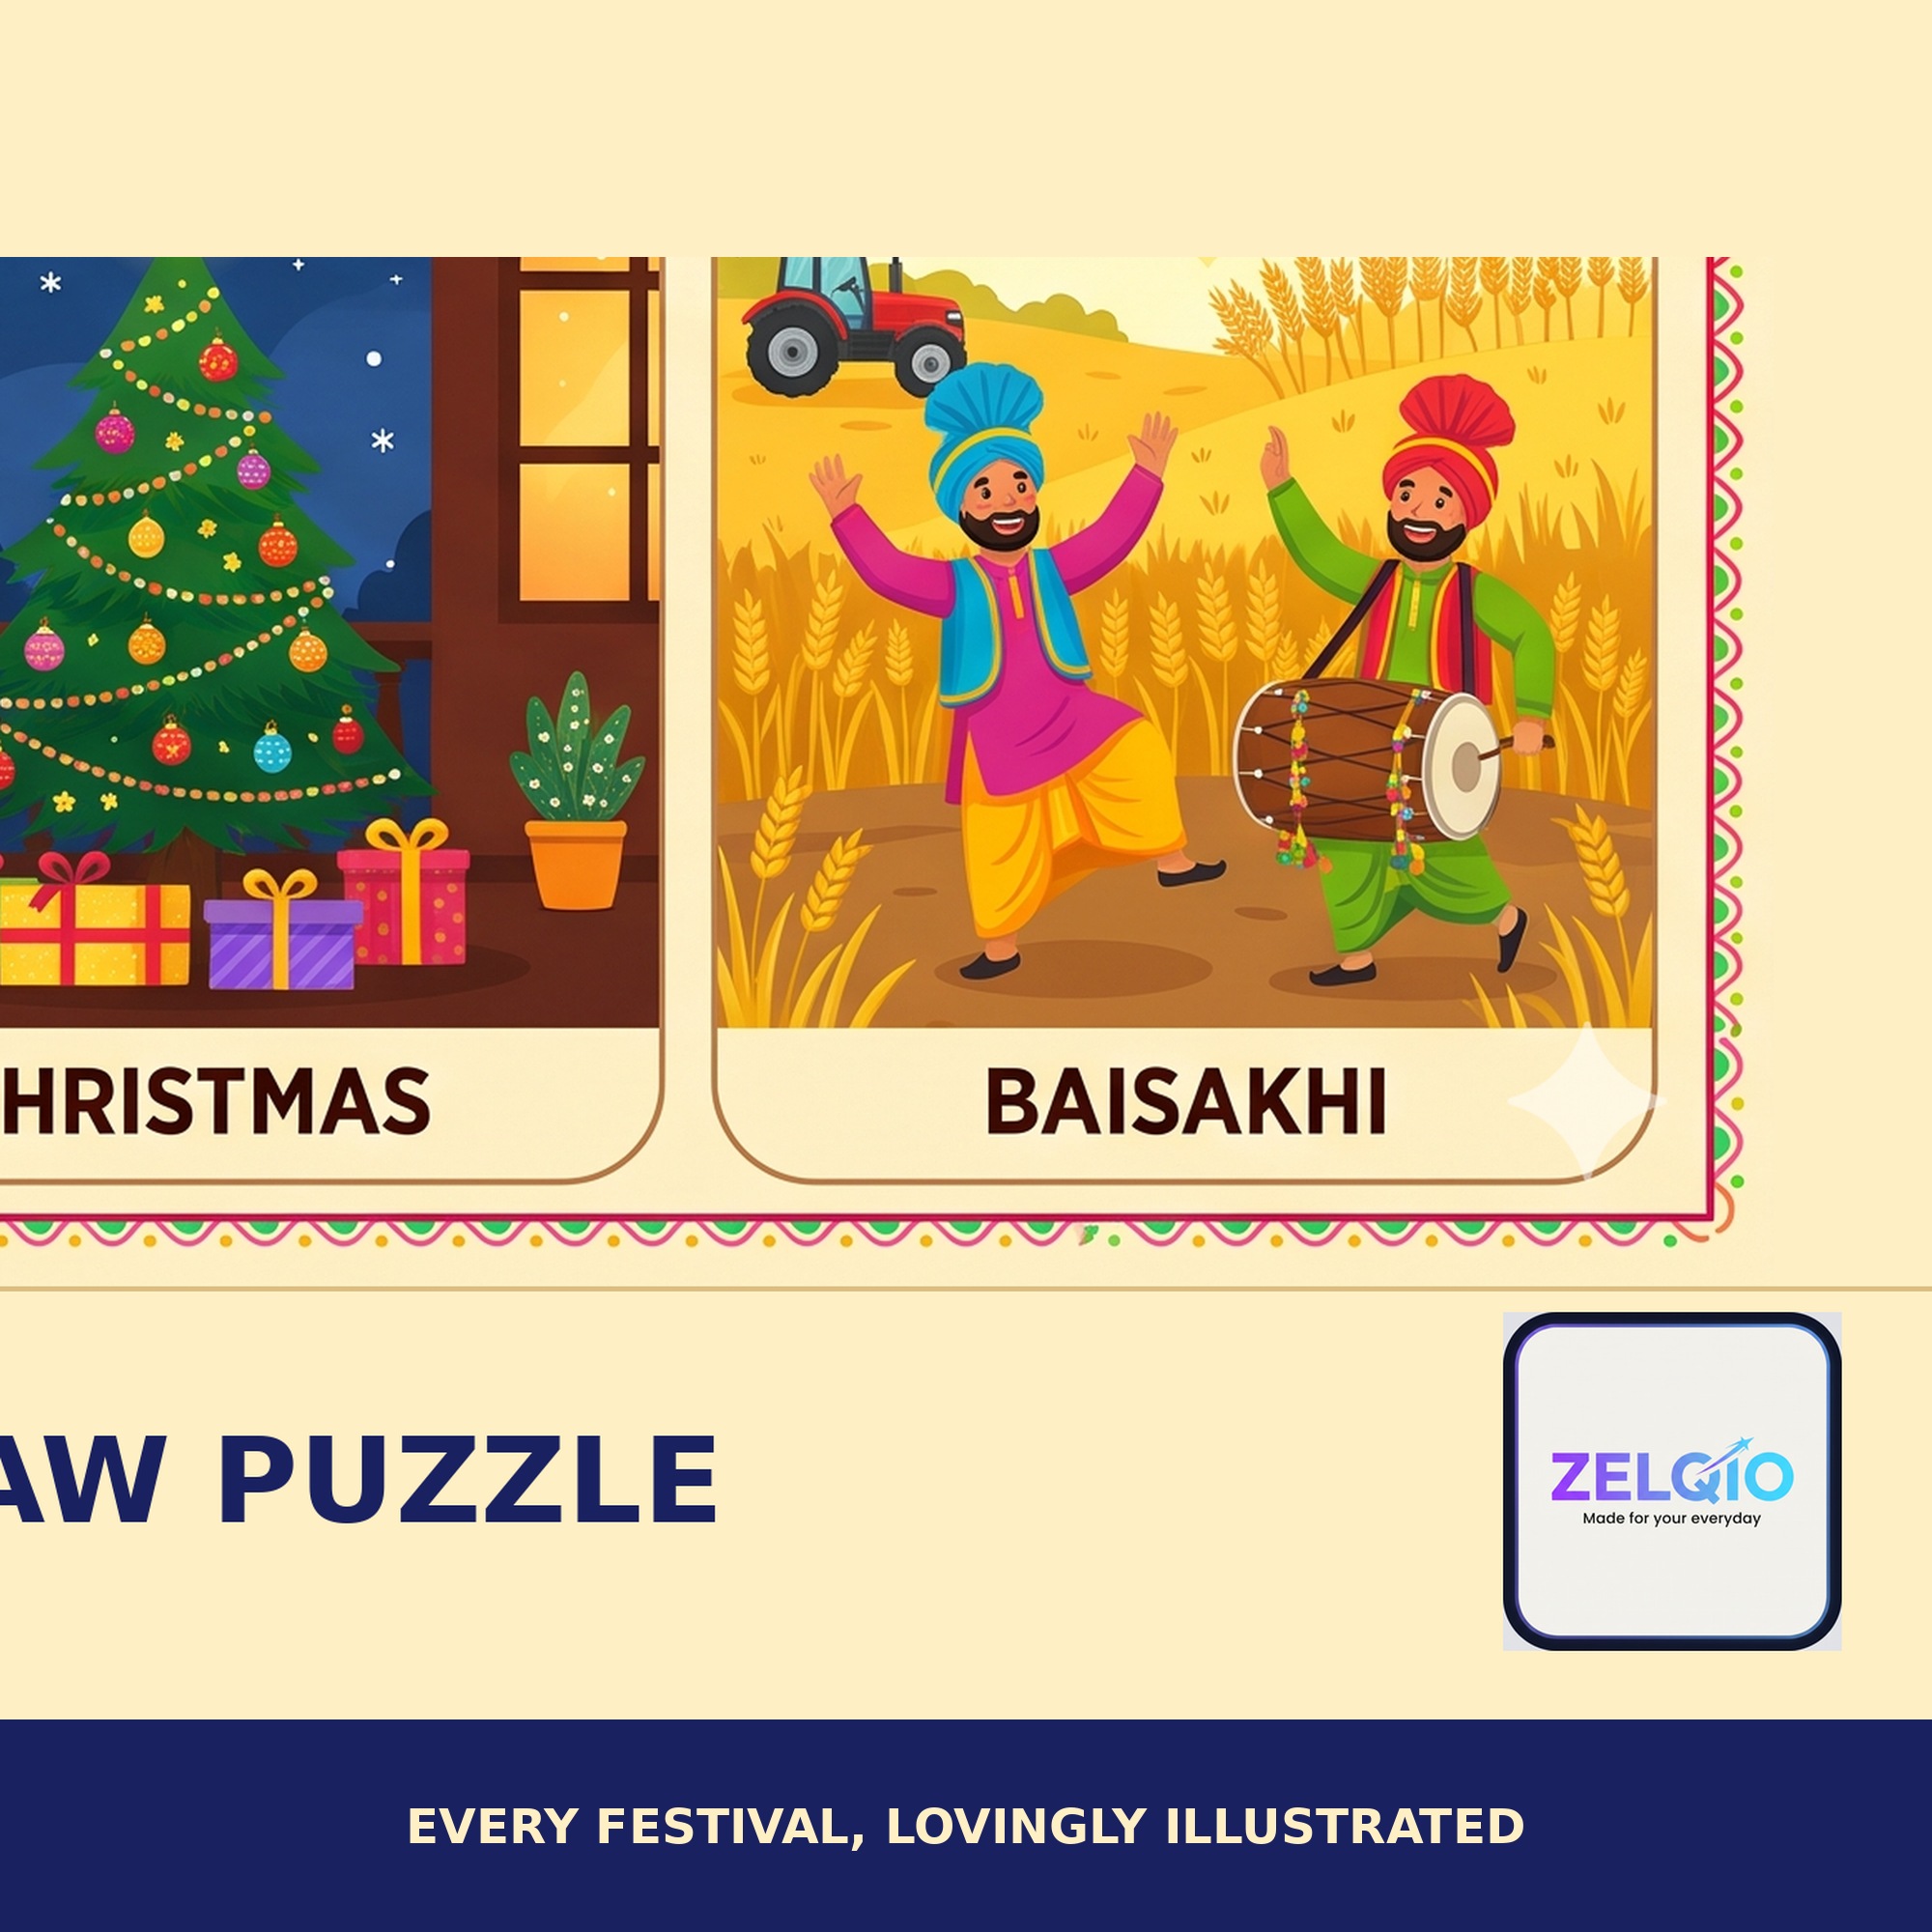 HRISTMAS
BAISAKHI
AW PUZZLE
ZELQIO
Made for your everyday
EVERY FESTIVAL, LOVINGLY ILLUSTRATED